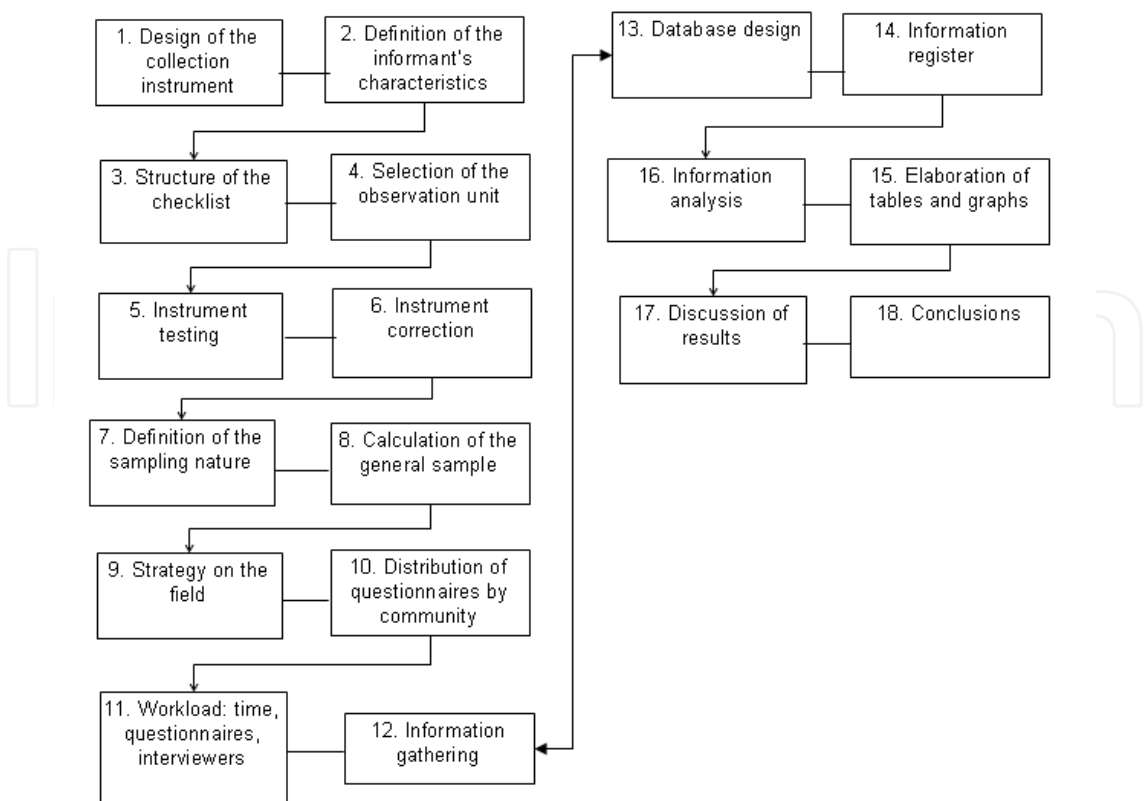 1. Design of the
collection
instrument
2. Definition of the
informant's
characteristics
3. Structure of the
checklist
4. Selection of the
observation unit
5. Instrument
testing
6. Instrument
correction
7. Definition of the
sampling nature
8. Calculation of the
general sample
9. Strategy on the
field
10. Distribution of
questionnaires by
community
11. Workload: time,
questionnaires,
interviewers
12. Information
gathering
13. Database design
14. Information
register
16. Information
analysis
15. Elaboration of
tables and graphs
17. Discussion of
results
18. Conclusions